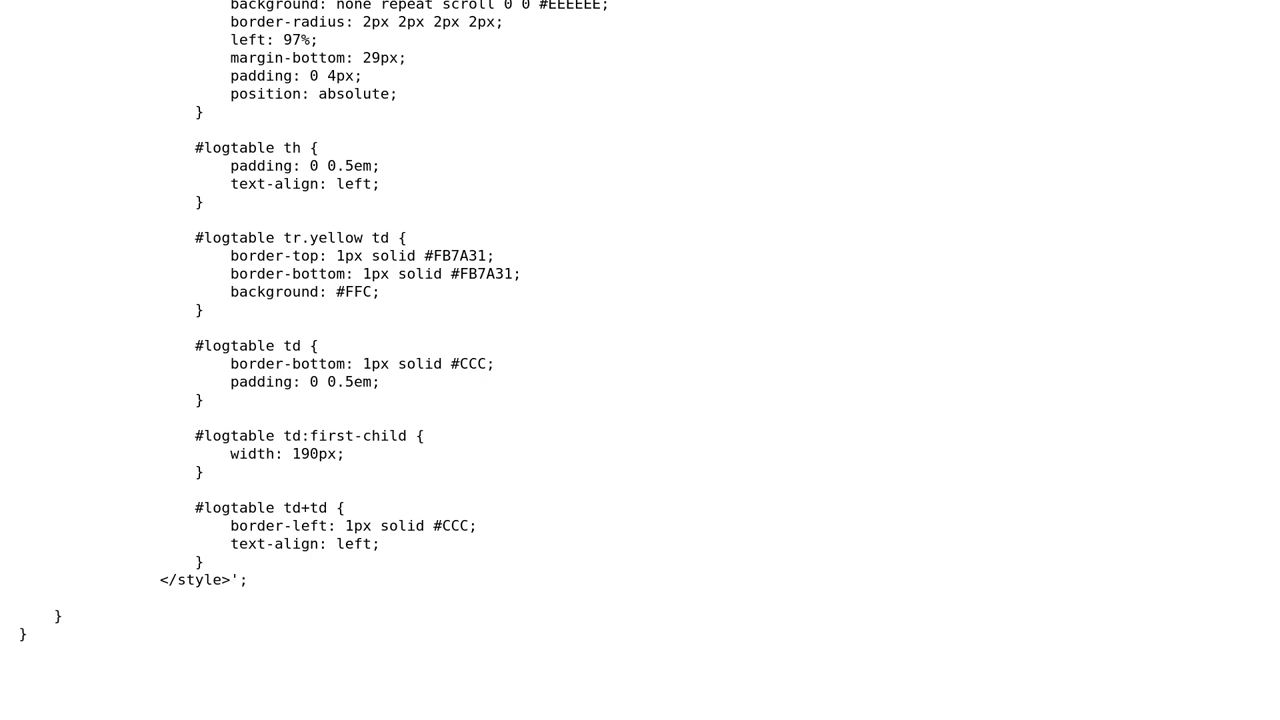 background: none repeat scroll 0 0 #EEEEEE;
border-radius: 2px 2px 2px 2px;
left: 97%;
margin-bottom: 29px;
padding: 0 4px;
position: absolute;
}
#logtable th {
padding: 0 0.5em;
text-align: left;
}
#logtable tr.yellow td {
border-top: 1px solid #FB7A31;
border-bottom: 1px solid #FB7A31;
background: #FFC;
}
#logtable td {
border-bottom: 1px solid #CCC;
padding: 0 0.5em;
}
#logtable td:first-child {
width: 190px;
}
#logtable td+td {
border-left: 1px solid #CCC;
text-align: left;
}
</style>';
}
}